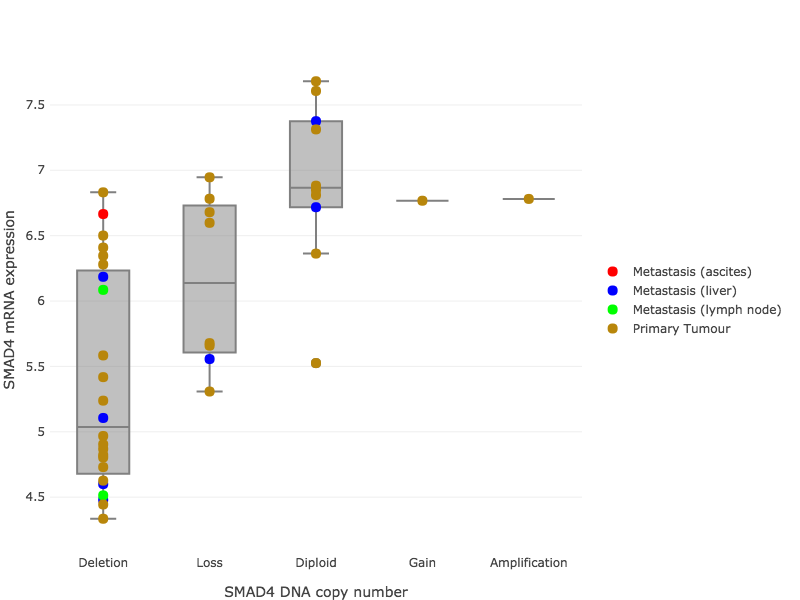 7.5
7
6.5
6
5.5
5
4.5
SMAD4 mRNA expression
Deletion
Loss
Diploid
Gain
Amplification
SMAD4 DNA copy number
Metastasis (ascites)
Metastasis (liver)
Metastasis (lymph node)
Primary Tumour